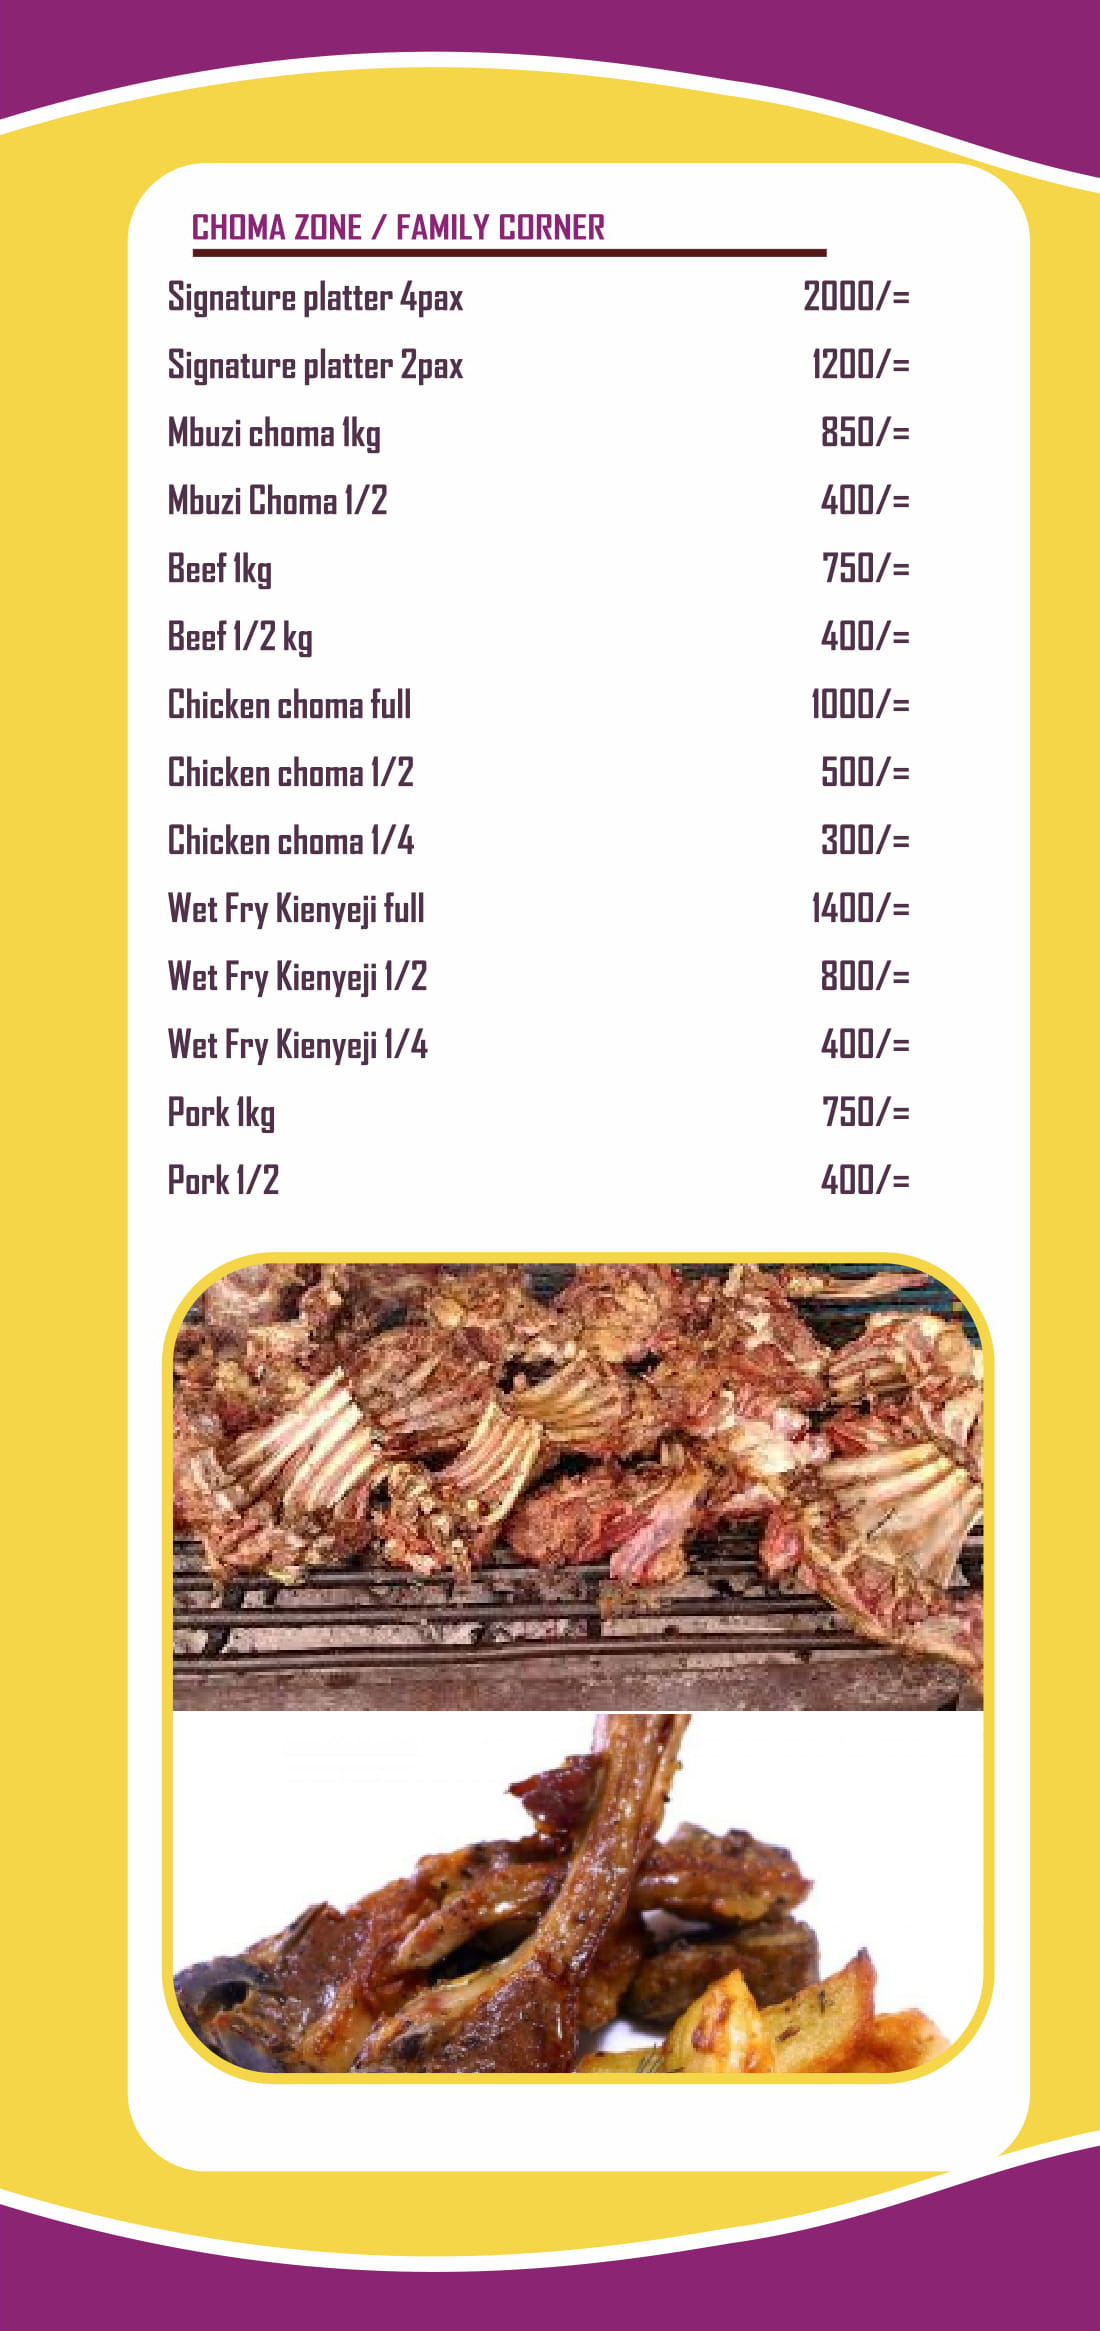 CHOMA ZONE / FAMILY CORNER
Signature platter 4pax 2000/=
Signature platter 2pax 1200/=
Mbuzi choma 1kg 850/=
Mbuzi Choma 1/2 400/=
Beef 1kg 750/=
Beef 1/2 kg 400/=
Chicken choma full 1000/=
Chicken choma 1/2 500/=
Chicken choma 1/4 300/=
Wet Fry Kienyeji full 1400/=
Wet Fry Kienyeji 1/2 800/=
Wet Fry Kienyeji 1/4 400/=
Pork 1kg 750/=
Pork 1/2 400/=